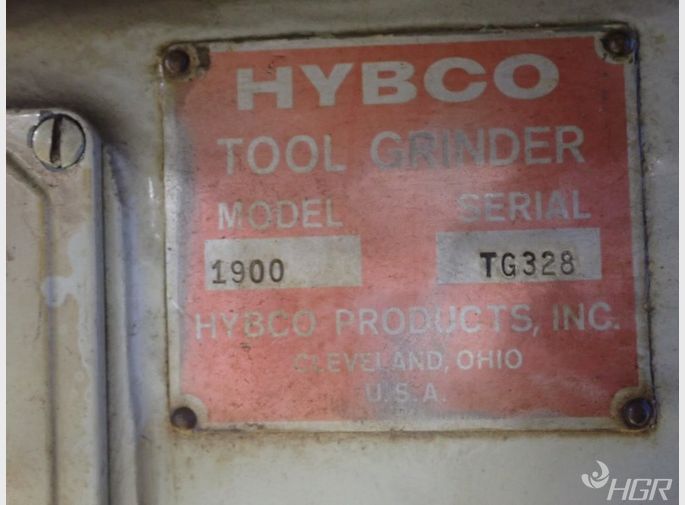 HYBCO
TOOL GRINDER
MODEL SERIAL
1900 TG328
HYBCO PRODUCTS, INC.
CLEVELAND, OHIO
U.S.A.
HGR